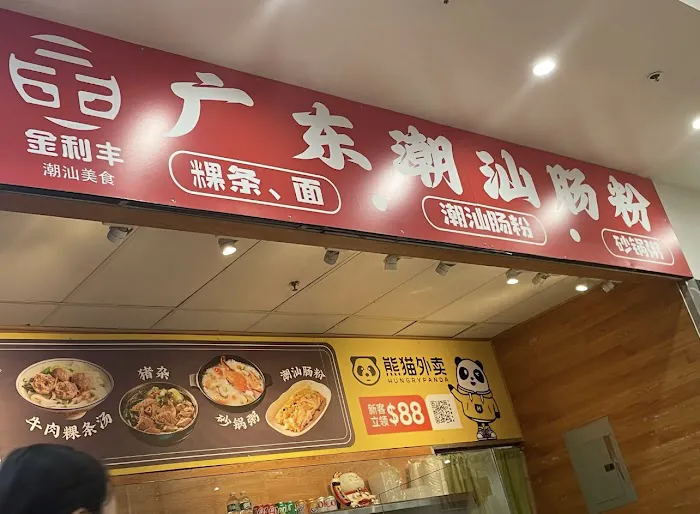 金利丰
潮汕美食
广东潮汕肠粉
粿条、面
潮汕肠粉
砂锅粥
牛肉粿条汤
猪杂
砂锅粥
潮汕肠粉
熊猫外卖
HUNGRYPANDA
新客
立领
$88